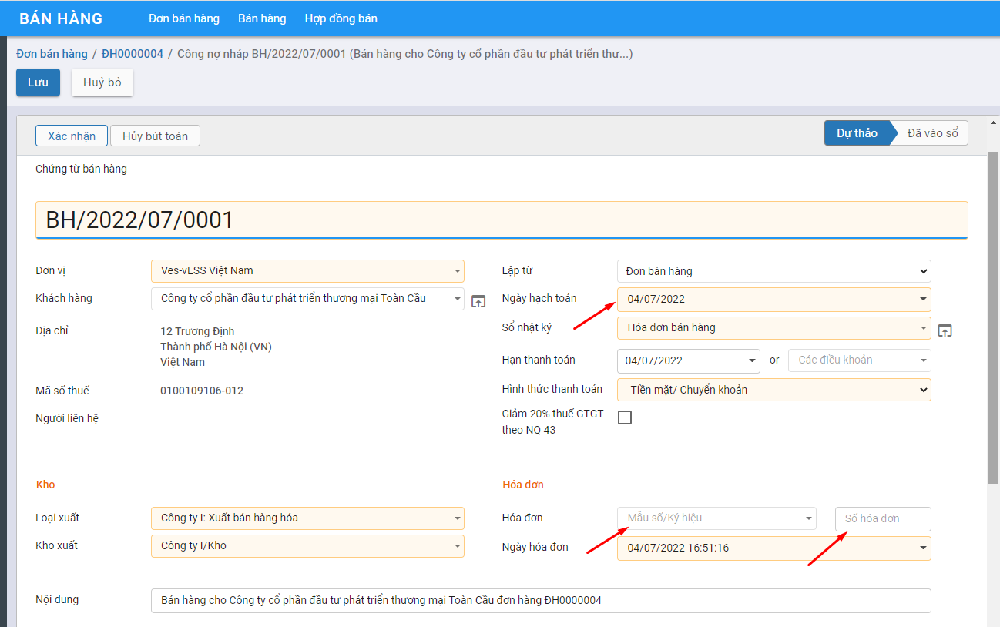 BÁN HÀNG Đơn bán hàng Bán hàng Hợp đồng bán
Đơn bán hàng / ĐH0000004 / Công nợ nháp BH/2022/07/0001 (Bán hàng cho Công ty cổ phần đầu tư phát triển thư...)
Lưu Huỷ bỏ
Xác nhận Hủy bút toán Dự thảo Đã vào sổ
Chứng từ bán hàng
BH/2022/07/0001
Đơn vị Ves-vESS Việt Nam Lập từ Đơn bán hàng
Khách hàng Công ty cổ phần đầu tư phát triển thương mại Toàn Cầu Ngày hạch toán 04/07/2022
Địa chỉ 12 Trương Định Sổ nhật ký Hóa đơn bán hàng
Thành phố Hà Nội (VN)
Việt Nam Hạn thanh toán 04/07/2022 or Các điều khoản
Mã số thuế 0100109106-012 Hình thức thanh toán Tiền mặt/ Chuyển khoản
Người liên hệ Giảm 20% thuế GTGT
theo NQ 43
Kho Hóa đơn
Loại xuất Công ty I: Xuất bán hàng hóa Hóa đơn Mẫu số/Ký hiệu Số hóa đơn
Kho xuất Công ty I/Kho Ngày hóa đơn 04/07/2022 16:51:16
Nội dung Bán hàng cho Công ty cổ phần đầu tư phát triển thương mại Toàn Cầu đơn hàng ĐH0000004